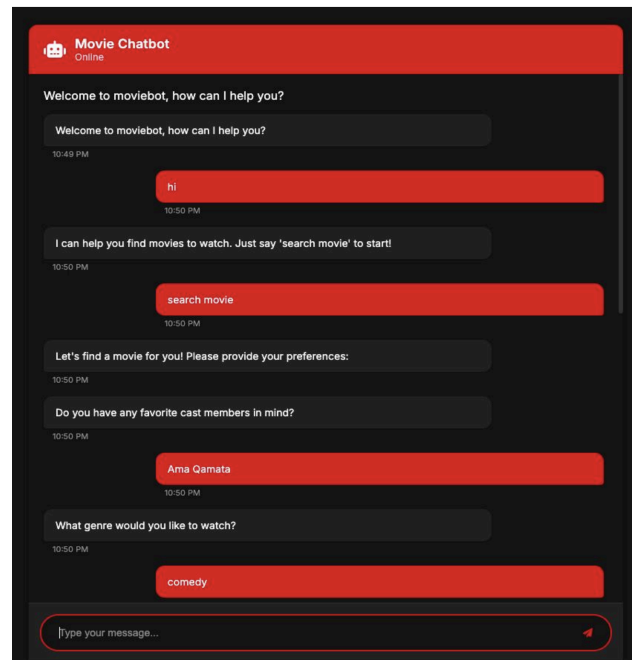 Movie Chatbot
Online
Welcome to moviebot, how can I help you?
Welcome to moviebot, how can I help you?
10:49 PM
hi
10:50 PM
I can help you find movies to watch. Just say 'search movie' to start!
10:50 PM
search movie
10:50 PM
Let's find a movie for you! Please provide your preferences:
10:50 PM
Do you have any favorite cast members in mind?
10:50 PM
Ama Qamata
10:50 PM
What genre would you like to watch?
10:50 PM
comedy
Type your message...